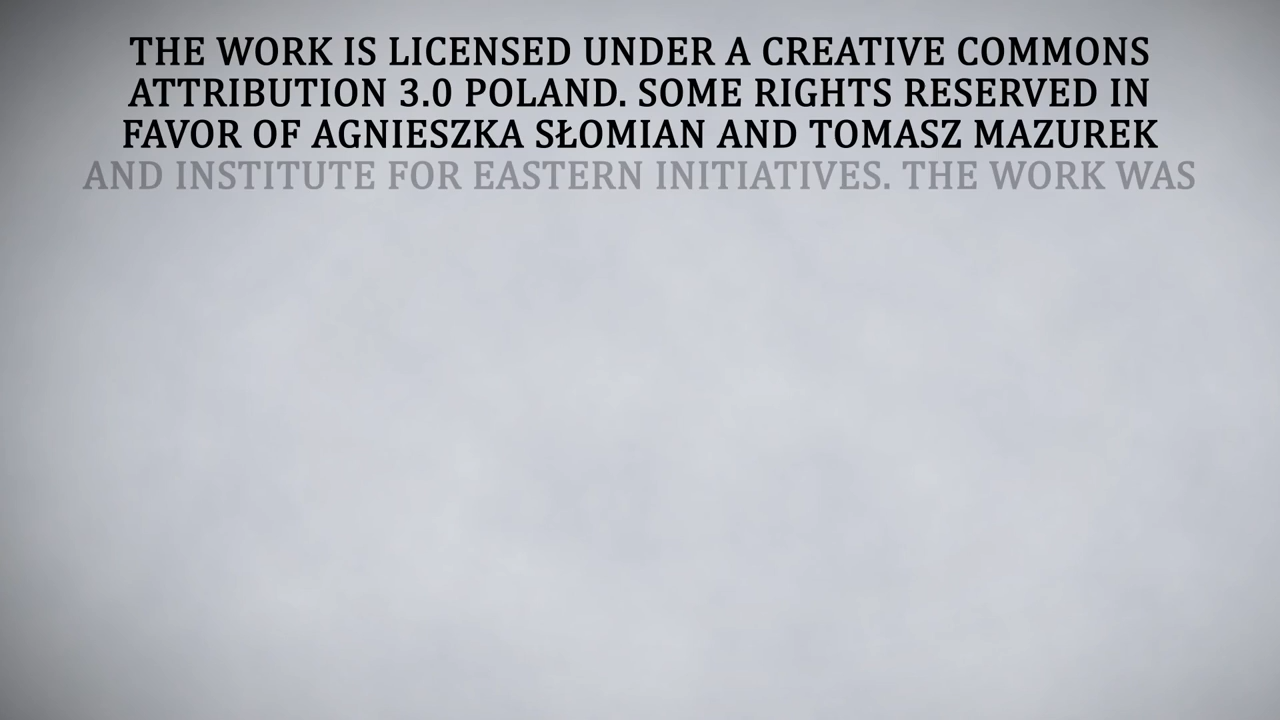 THE WORK IS LICENSED UNDER A CREATIVE COMMONS
ATTRIBUTION 3.0 POLAND. SOME RIGHTS RESERVED IN
FAVOR OF AGNIESZKA SŁOMIAN AND TOMASZ MAZUREK
AND INSTITUTE FOR EASTERN INITIATIVES. THE WORK WAS